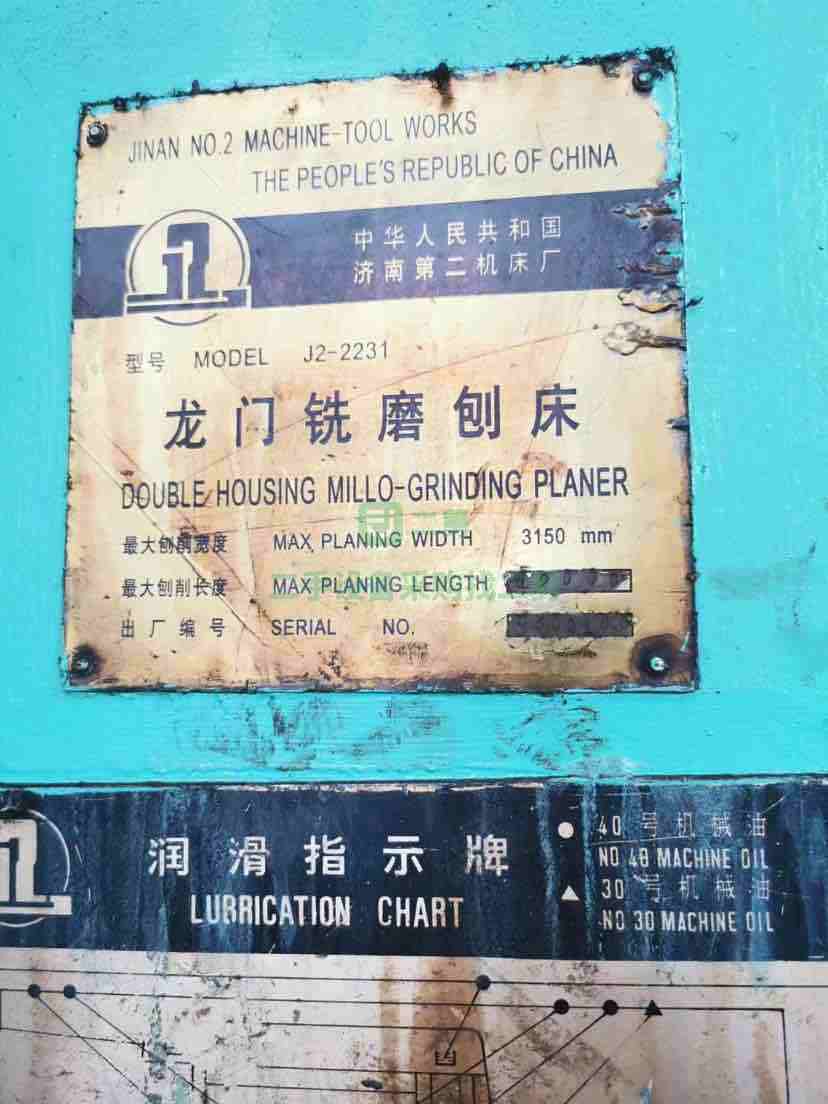 JINAN NO.2 MACHINE-TOOL WORKS
THE PEOPLE'S REPUBLIC OF CHINA
中华人民共和国
济南第二机床厂
型号 MODEL J2-2231
龙门铣磨刨床
DOUBLE HOUSING MILLO-GRINDING PLANER
最大刨削宽度 MAX PLANING WIDTH 3150 mm
最大刨削长度 MAX PLANING LENGTH
出厂编号 SERIAL NO.
润滑指示牌
LUBRICATION CHART
40号机械油
NO 40 MACHINE OIL
30号机械油
NO 30 MACHINE OIL